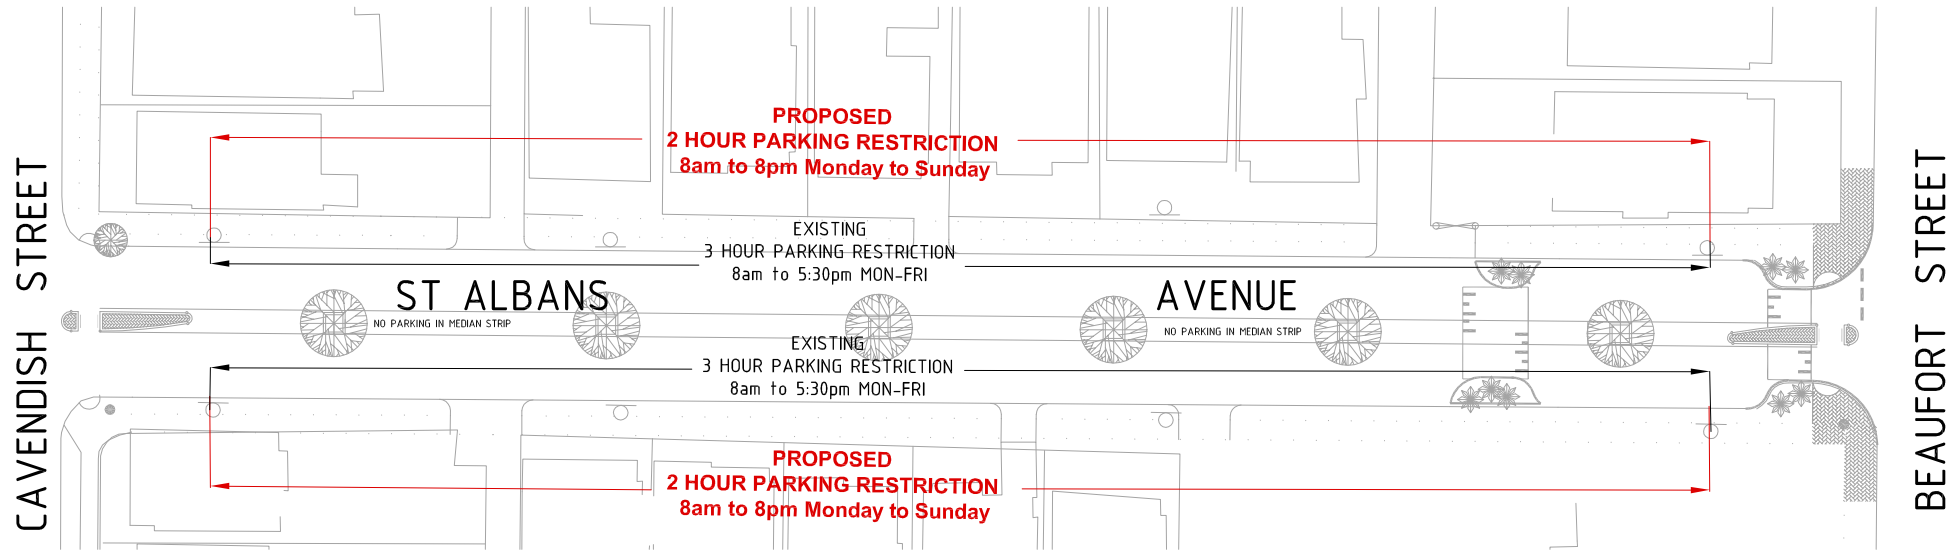 PROPOSED
2 HOUR PARKING RESTRICTION
8am to 8pm Monday to Sunday
EXISTING
3 HOUR PARKING RESTRICTION
8am to 5:30pm MON-FRI
CAVENDISH STREET
ST ALBANS AVENUE
BEAUFORT STREET
NO PARKING IN MEDIAN STRIP
NO PARKING IN MEDIAN STRIP
EXISTING
3 HOUR PARKING RESTRICTION
8am to 5:30pm MON-FRI
PROPOSED
2 HOUR PARKING RESTRICTION
8am to 8pm Monday to Sunday